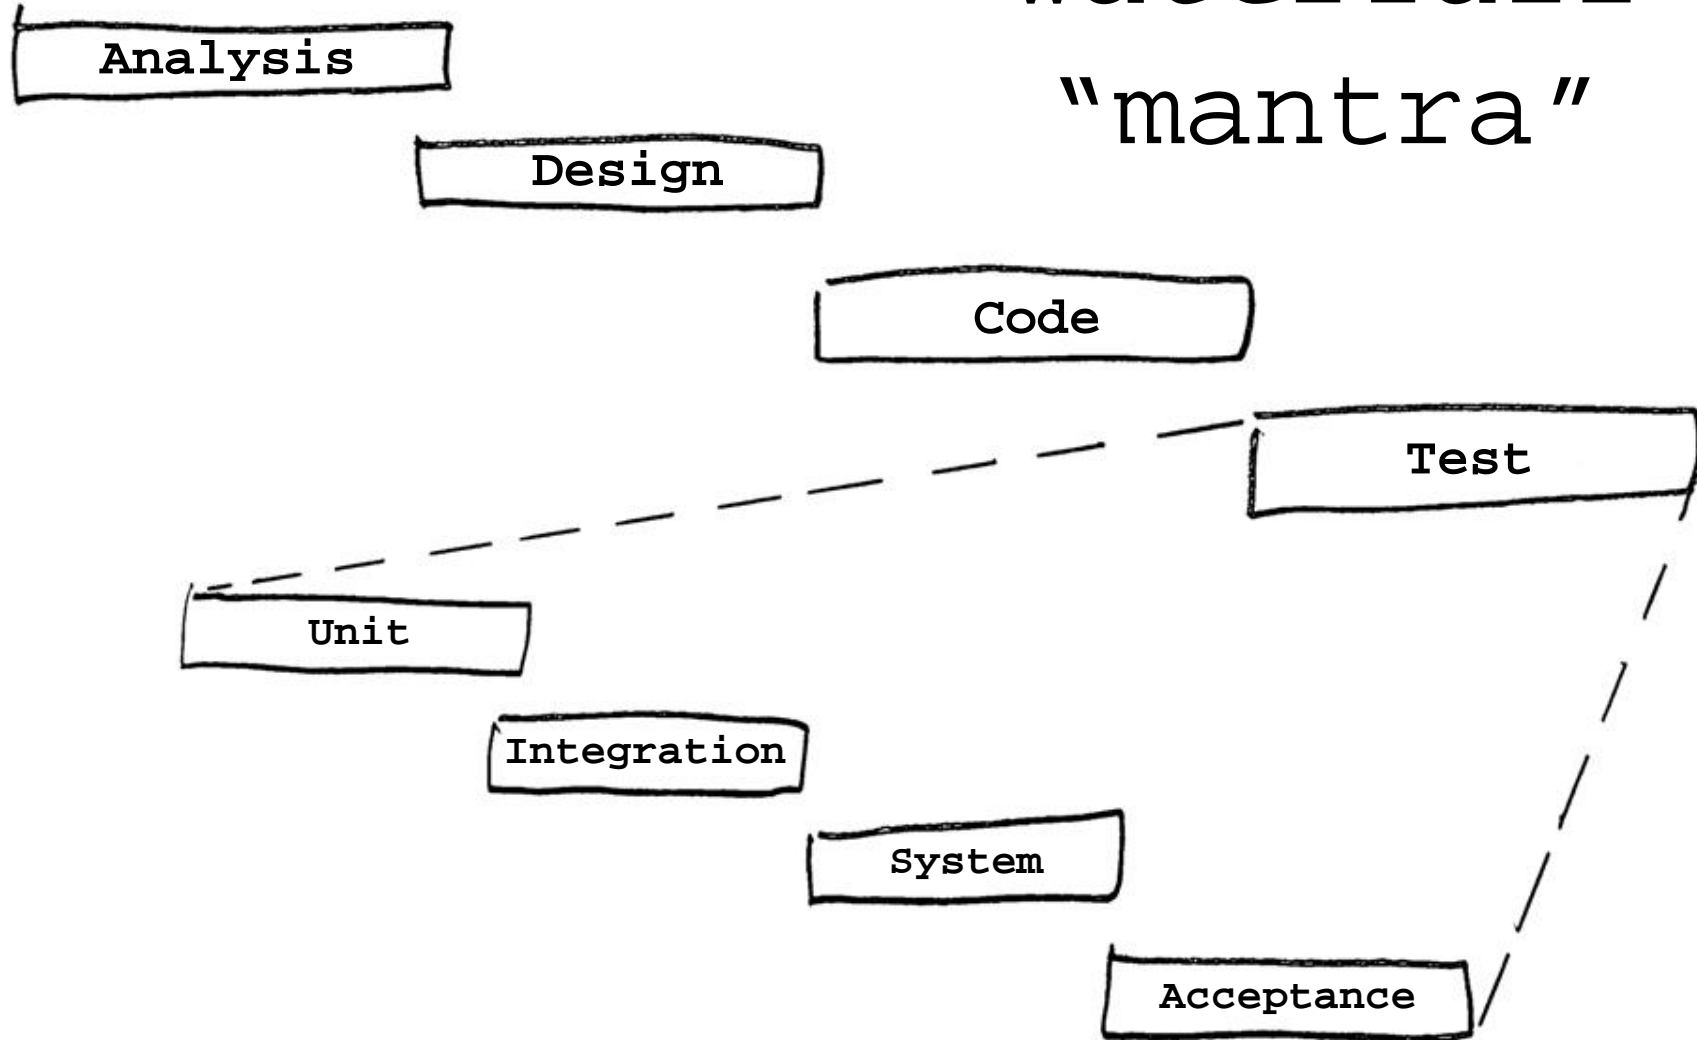 “mantra”
Analysis
Design
Code
Test
Unit
Integration
System
Acceptance